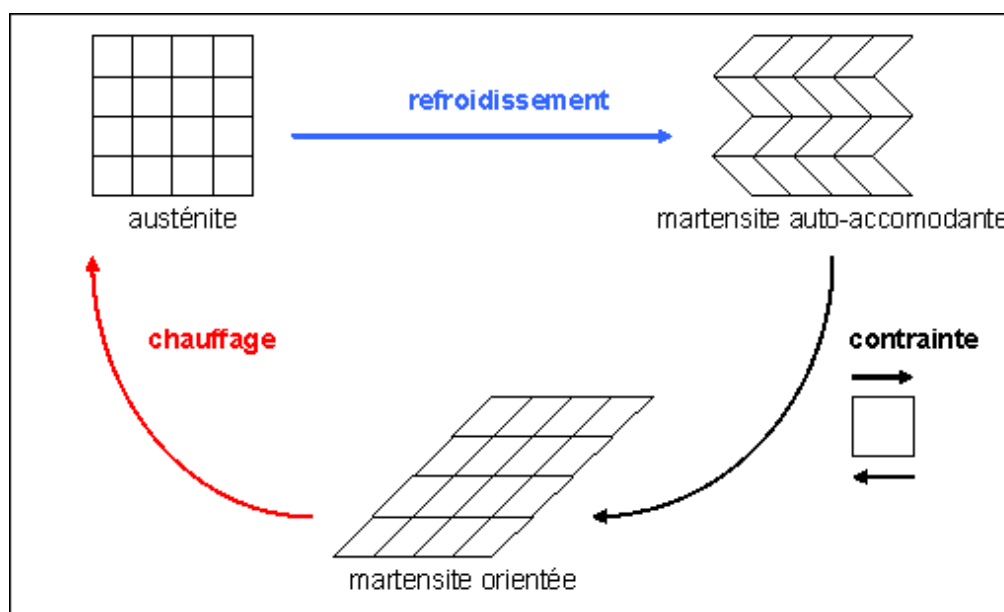 refroidissement
austénite
martensite auto-accomodante
chauffage
contrainte
martensite orientée